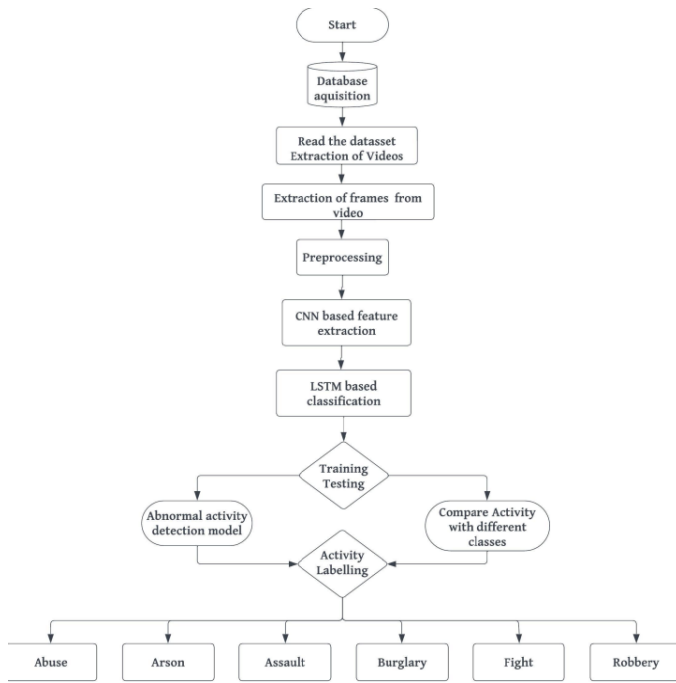 Start
Database
aquisition
Read the datasset
Extraction of Videos
Extraction of frames from
video
Preprocessing
CNN based feature
extraction
LSTM based
classification
Training
Testing
Abnormal activity
detection model
Compare Activity
with different
classes
Activity
Labelling
Abuse
Arson
Assault
Burglary
Fight
Robbery